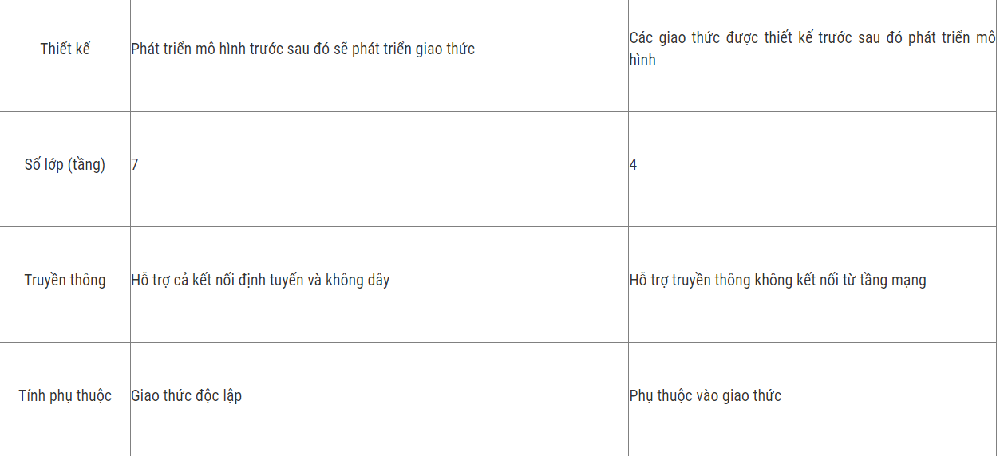 Thiết kế
Phát triển mô hình trước sau đó sẽ phát triển giao thức
Các giao thức được thiết kế trước sau đó phát triển mô
hình
Số lớp (tầng)
7
4
Truyền thông
Hỗ trợ cả kết nối định tuyến và không dây
Hỗ trợ truyền thông không kết nối từ tầng mạng
Tính phụ thuộc
Giao thức độc lập
Phụ thuộc vào giao thức